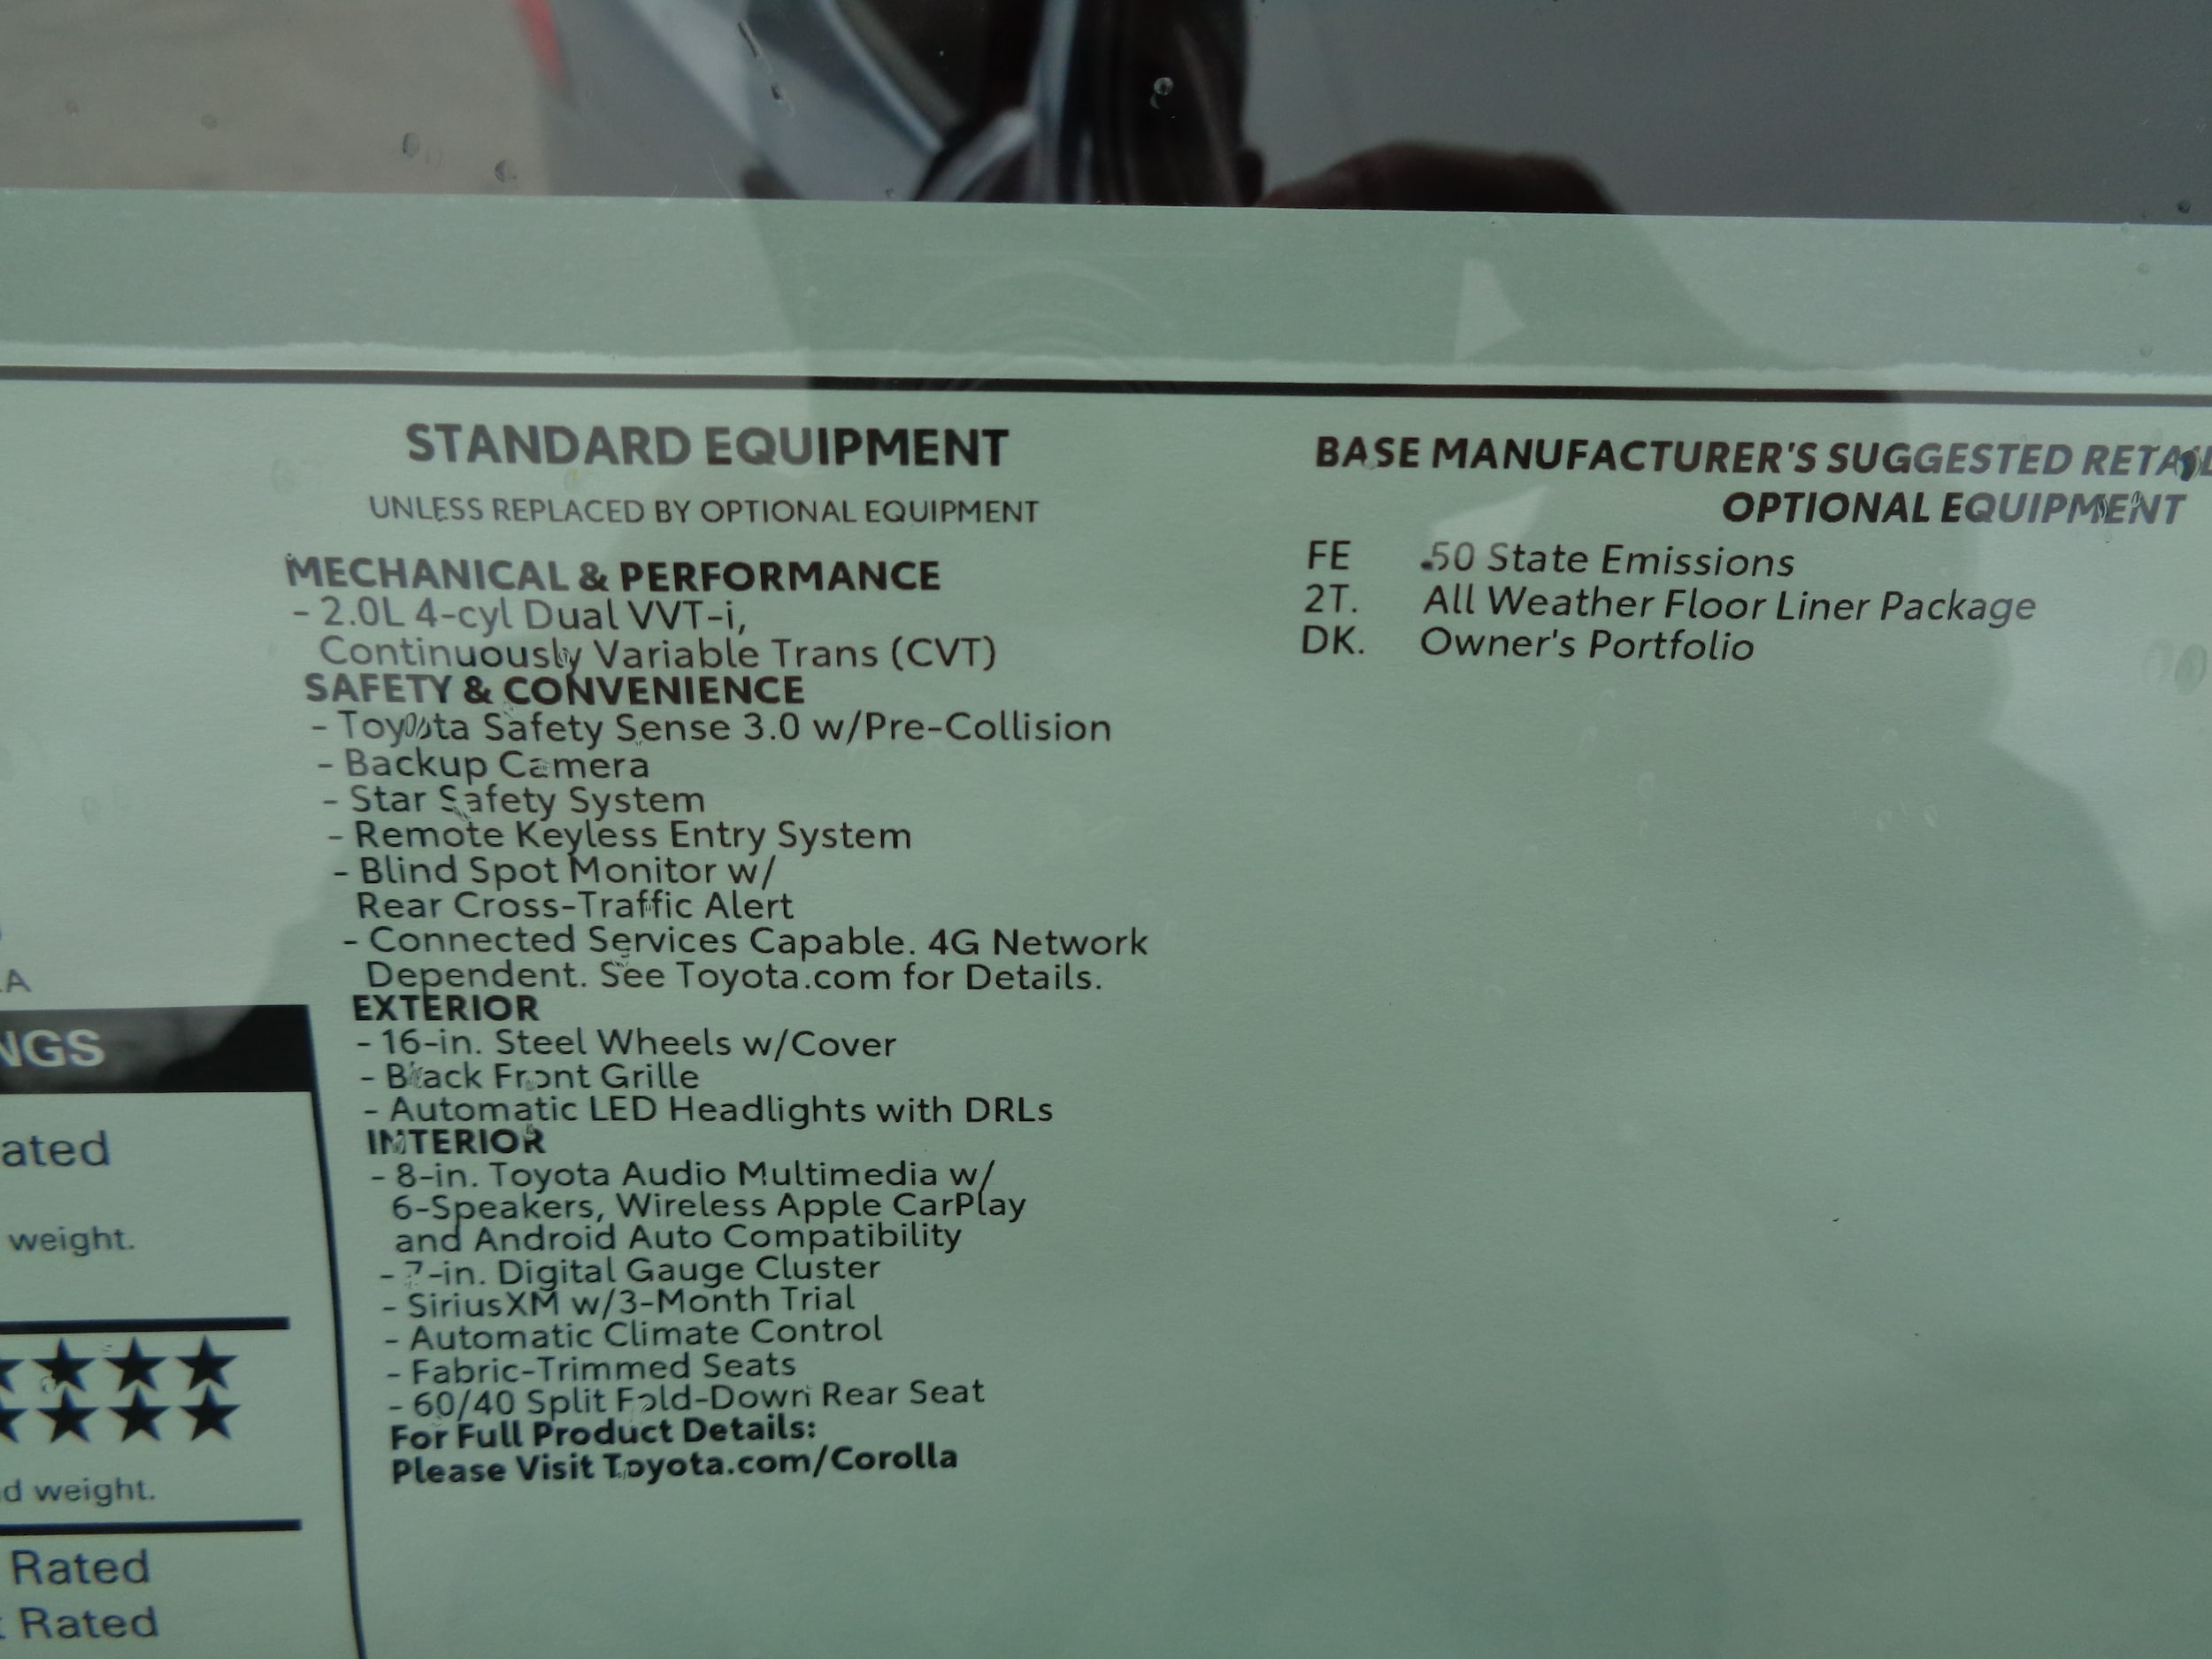 STANDARD EQUIPMENT
UNLESS REPLACED BY OPTIONAL EQUIPMENT
MECHANICAL & PERFORMANCE
- 2.0L 4-cyl Dual VVT-i,
Continuously Variable Trans (CVT)
SAFETY & CONVENIENCE
- Toyota Safety Sense 3.0 w/Pre-Collision
- Backup Camera
- Star Safety System
- Remote Keyless Entry System
- Blind Spot Monitor w/
Rear Cross-Traffic Alert
- Connected Services Capable. 4G Network
Dependent. See Toyota.com for Details.
EXTERIOR
- 16-in. Steel Wheels w/Cover
- Black Front Grille
- Automatic LED Headlights with DRLs
INTERIOR
- 8-in. Toyota Audio Multimedia w/
6-Speakers, Wireless Apple CarPlay
and Android Auto Compatibility
- 7-in. Digital Gauge Cluster
- SiriusXM w/3-Month Trial
- Automatic Climate Control
- Fabric-Trimmed Seats
- 60/40 Split Fold-Down Rear Seat
For Full Product Details:
Please Visit Toyota.com/Corolla
BASE MANUFACTURER'S SUGGESTED RETAIL
OPTIONAL EQUIPMENT
FE 50 State Emissions
2T. All Weather Floor Liner Package
DK. Owner's Portfolio
A
NGS
ated
weight.
★★★★
★★★★
d weight.
Rated
Rated